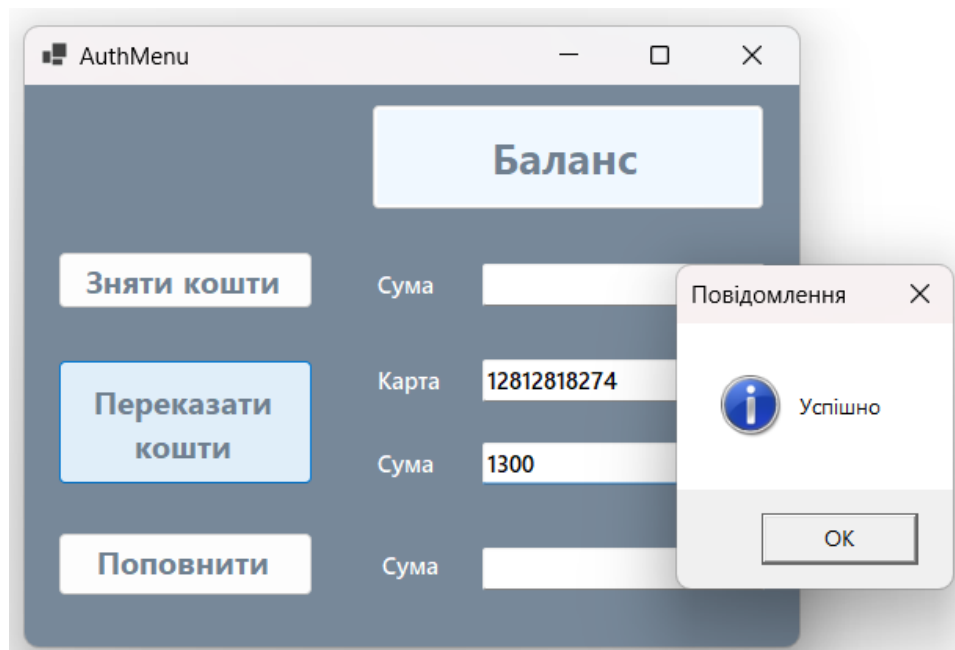 AuthMenu
Баланс
Зняти кошти
Сума
Повідомлення
Переказати
кошти
Карта
12812818274
Успішно
Сума
1300
OK
Поповнити
Сума